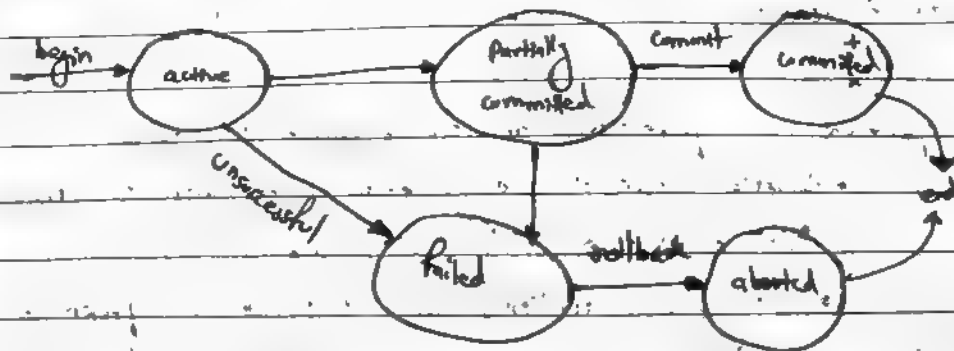 begin
active
partially
committed
commit
committed
end
unsuccessful
failed
rollback
aborted